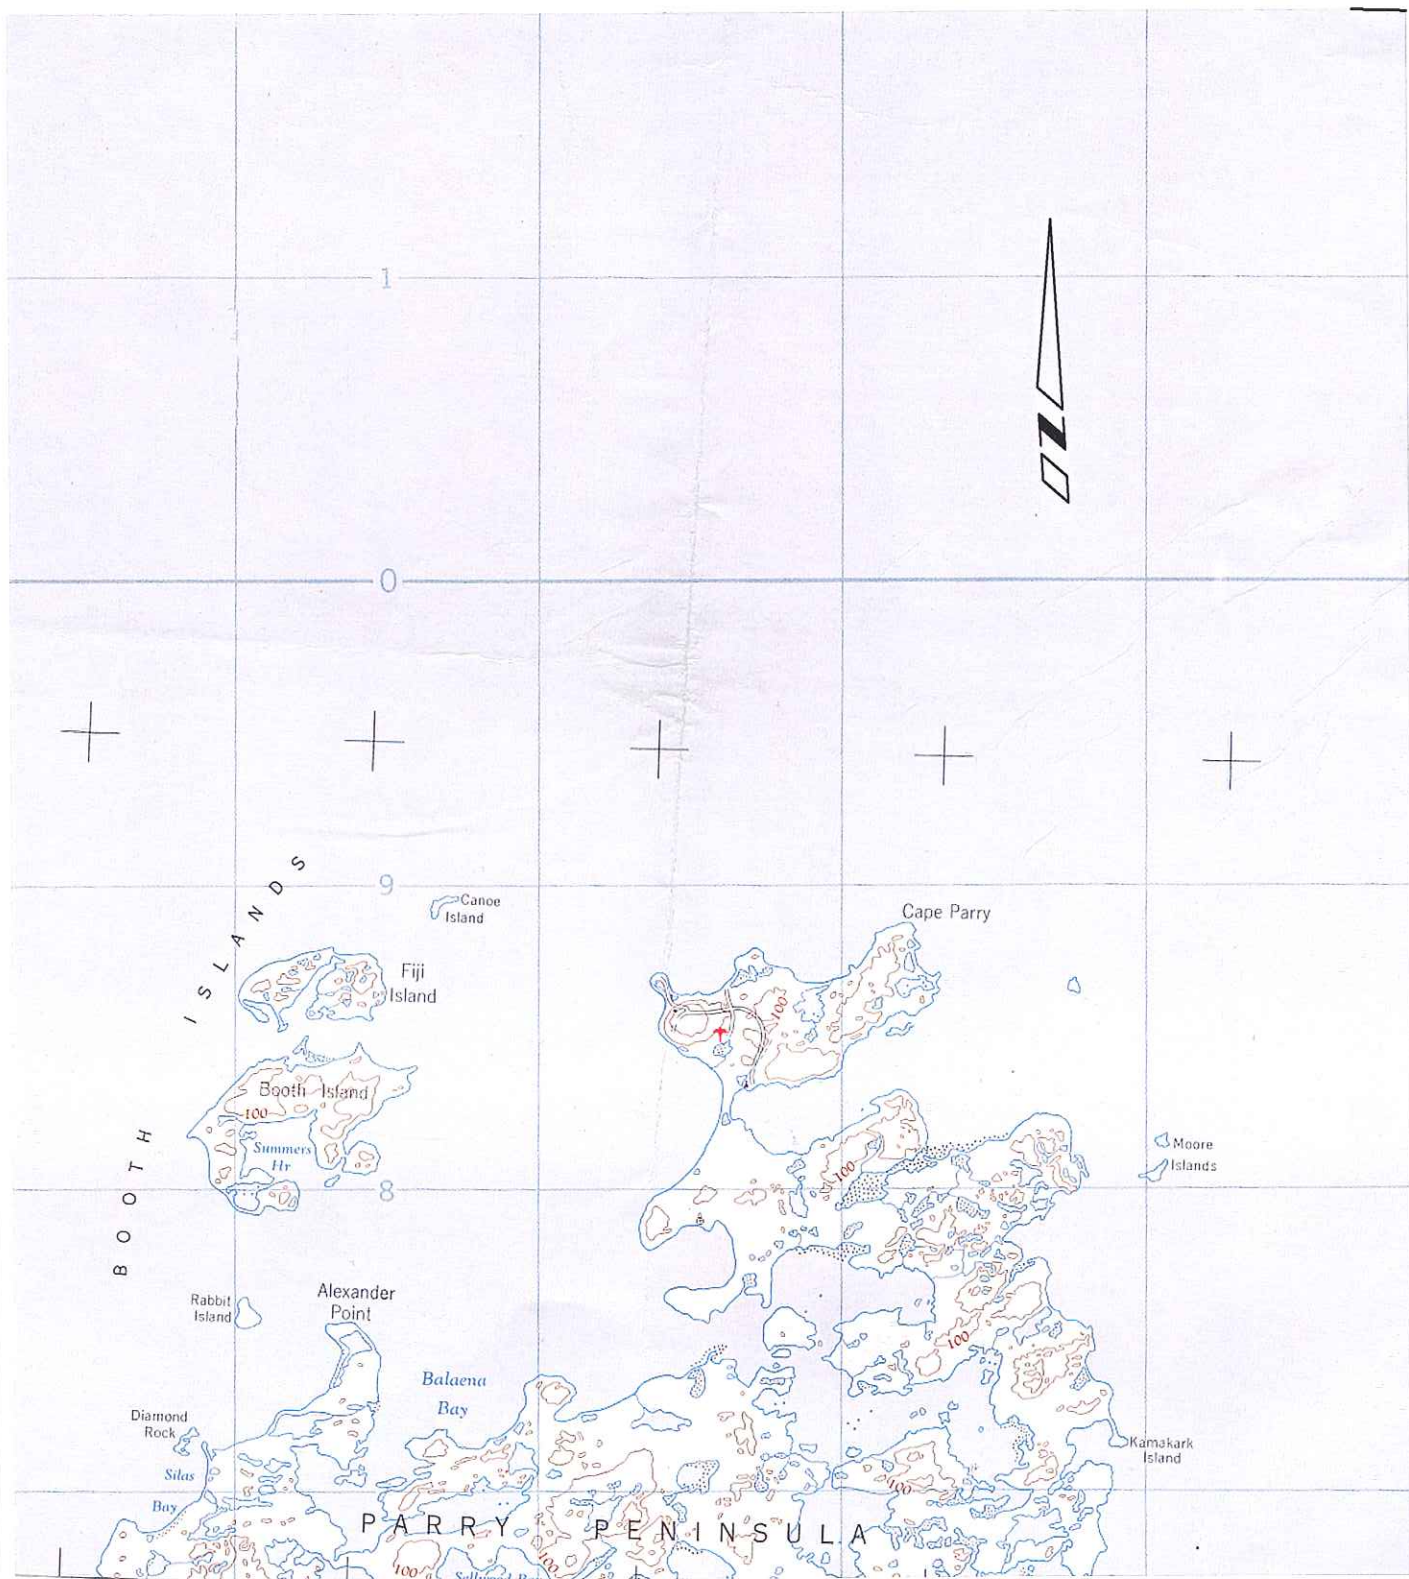 1
0
ISLANDS
9
Canoe
Island
Cape Parry
Fiji
Island
100
Booth Island
100
BOOTH
Summers
Hr
Moore
Islands
100
8
Rabbit
Island
Alexander
Point
100
Balaena
Bay
Diamond
Rock
Silas
Bay
Kamakark
Island
100
PARRY PENINSULA
100
100